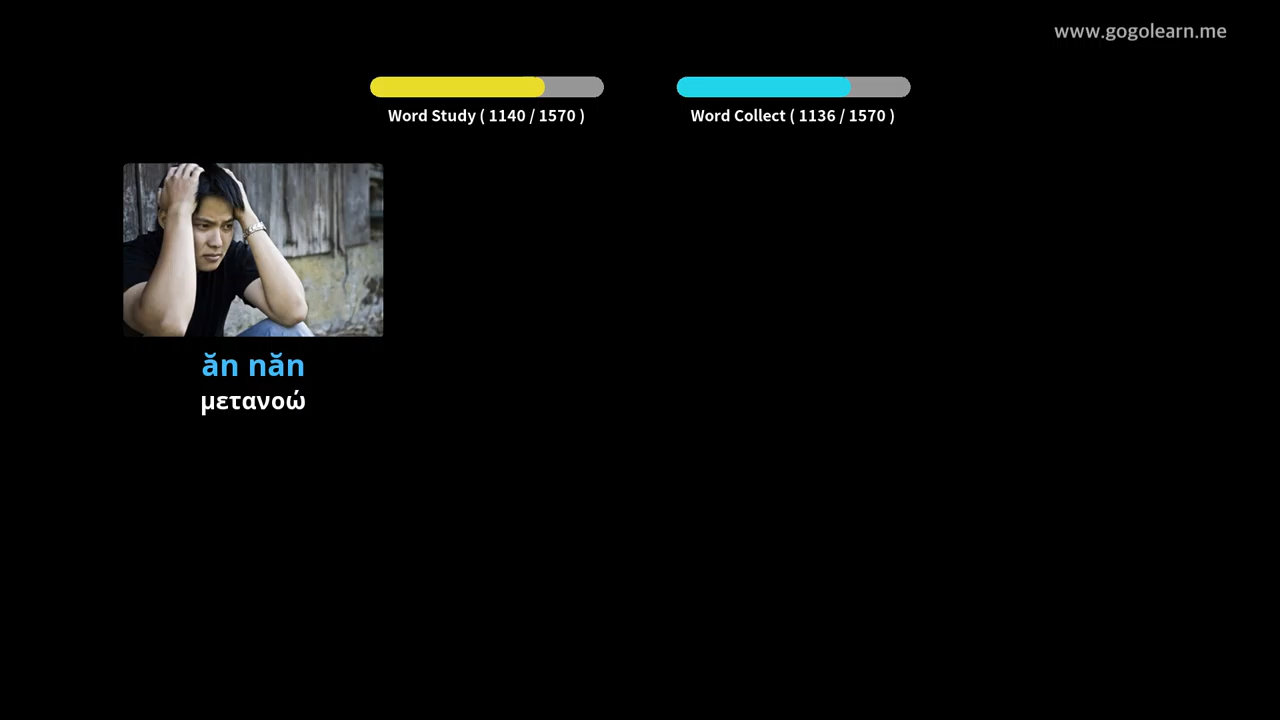 www.gogolearn.me
Word Study ( 1140 / 1570 )
Word Collect ( 1136 / 1570 )
ăn năn
μετανοώ